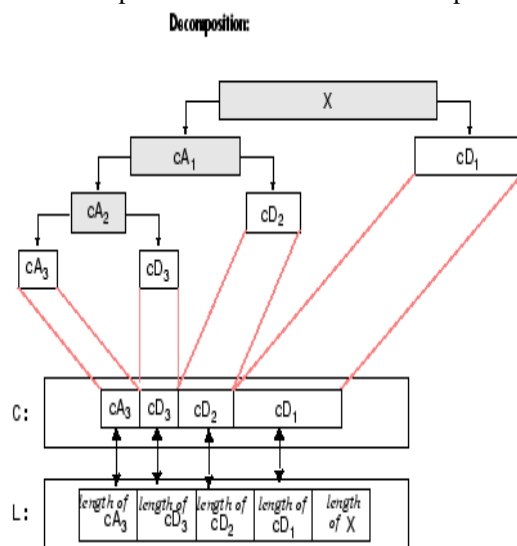 Decomposition:
X
cA₁ cD₁
cA₂ cD₂
cA₃ cD₃
C: cA₃ cD₃ cD₂ cD₁
L: length of cA₃ length of cD₃ length of cD₂ length of cD₁ length of X